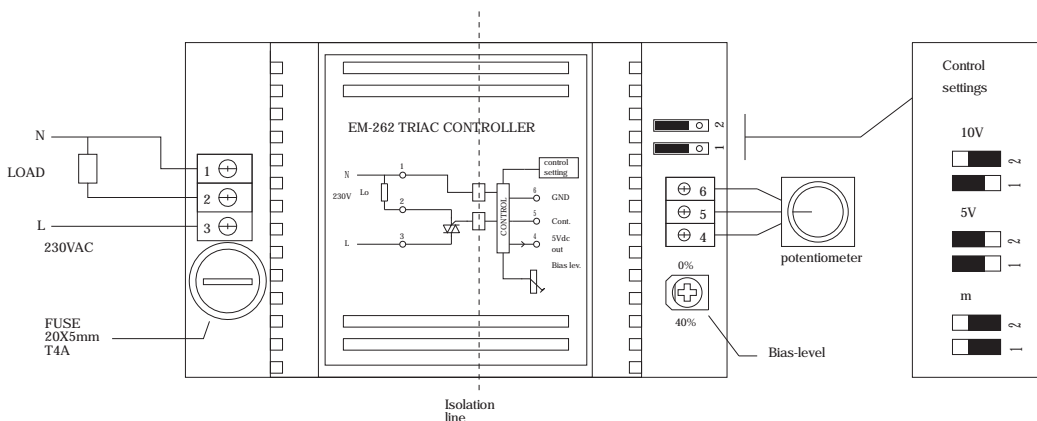 N
LOAD
L
230VAC
FUSE
20X5mm
T4A
1
2
3
EM-262 TRIAC CONTROLLER
N
230V
Lo
L
1
2
3
CONTROL
control
setting
6
GND
5
Cont.
4
5Vdc
out
Bias lev.
Isolation
line
2
1
6
5
4
0%
40%
potentiometer
Bias-level
Control
settings
10V
2
1
5V
2
1
m
2
1